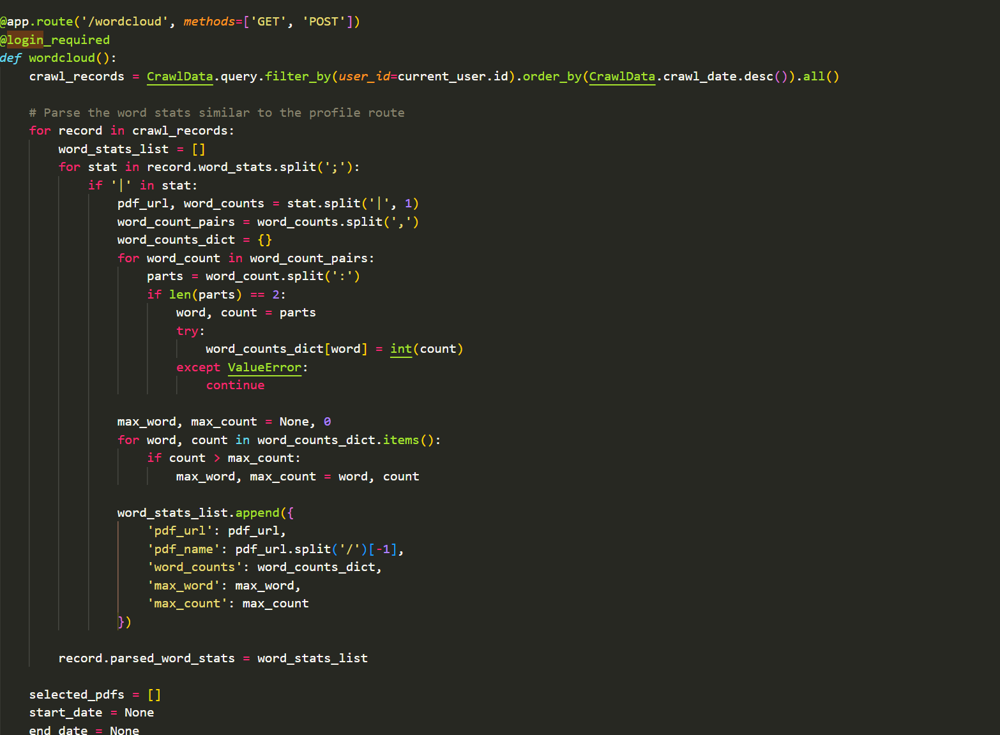 @app.route('/wordcloud', methods=['GET', 'POST'])
@login_required
def wordcloud():
    crawl_records = CrawlData.query.filter_by(user_id=current_user.id).order_by(CrawlData.crawl_date.desc()).all()

    # Parse the word stats similar to the profile route
    for record in crawl_records:
        word_stats_list = []
        for stat in record.word_stats.split(';'):
            if '|' in stat:
                pdf_url, word_counts = stat.split('|', 1)
                word_count_pairs = word_counts.split(',')
                word_counts_dict = {}
                for word_count in word_count_pairs:
                    parts = word_count.split(':')
                    if len(parts) == 2:
                        word, count = parts
                        try:
                            word_counts_dict[word] = int(count)
                        except ValueError:
                            continue

                max_word, max_count = None, 0
                for word, count in word_counts_dict.items():
                    if count > max_count:
                        max_word, max_count = word, count

                word_stats_list.append({
                    'pdf_url': pdf_url,
                    'pdf_name': pdf_url.split('/')[-1],
                    'word_counts': word_counts_dict,
                    'max_word': max_word,
                    'max_count': max_count
                })

        record.parsed_word_stats = word_stats_list

    selected_pdfs = []
    start_date = None
    end_date = None